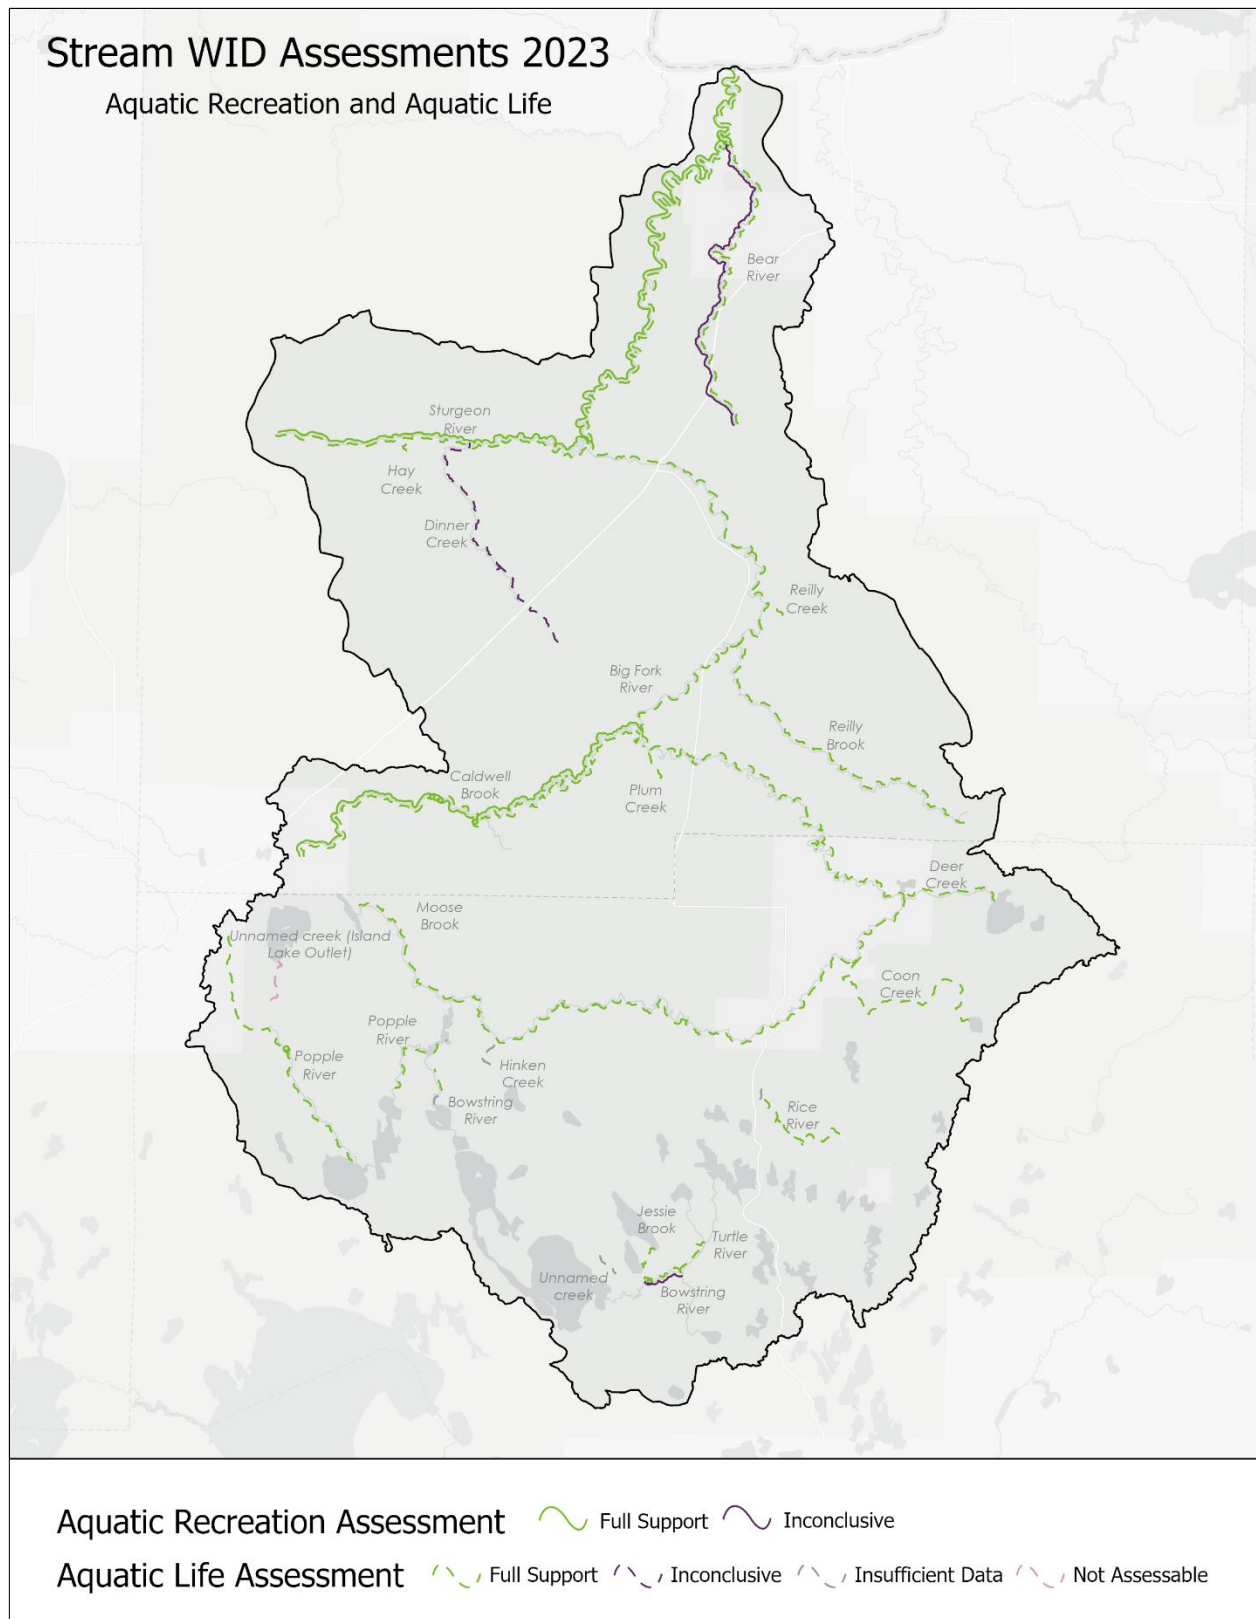 Stream WID Assessments 2023
Aquatic Recreation and Aquatic Life
Bear
River
Sturgeon
River
Hay
Creek
Dinner
Creek
Reilly
Creek
Big Fork
River
Reilly
Brook
Caldwell
Brook
Plum
Creek
Deer
Creek
Moose
Brook
Unnamed creek (Island
Lake Outlet)
Coon
Creek
Popple
River
Popple
River
Hinken
Creek
Bowstring
River
Rice
River
Jessie
Brook
Turtle
River
Unnamed
creek
Bowstring
River
Aquatic Recreation Assessment Full Support Inconclusive
Aquatic Life Assessment Full Support Inconclusive Insufficient Data Not Assessable